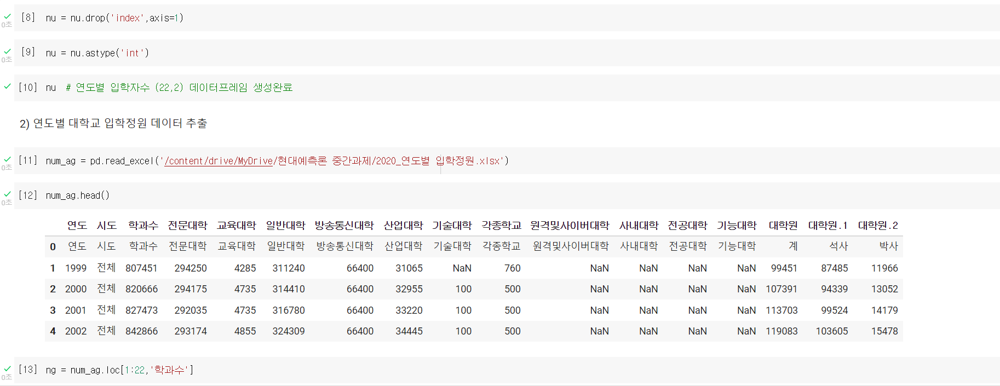 [8] nu = nu.drop('index',axis=1)
0초
[9] nu = nu.astype('int')
0초
[10] nu # 연도별 입학자수 (22,2) 데이터프레임 생성완료
2) 연도별 대학교 입학정원 데이터 추출
[11] num_ag = pd.read_excel('/content/drive/MyDrive/현대예측론 중간과제/2020_연도별 입학정원.xlsx')
0초
[12] num_ag.head()
0초
연도 시도 학과수 전문대학 교육대학 일반대학 방송통신대학 산업대학 기술대학 각종학교 원격및사이버대학 사내대학 전공대학 기능대학 대학원 대학원.1 대학원.2
0 연도 시도 학과수 전문대학 교육대학 일반대학 방송통신대학 산업대학 기술대학 각종학교 원격및사이버대학 사내대학 전공대학 기능대학 계 석사 박사
1 1999 전체 807451 294250 4285 311240 66400 31065 NaN 760 NaN NaN NaN NaN 99451 87485 11966
2 2000 전체 820666 294175 4735 314410 66400 32955 100 500 NaN NaN NaN NaN 107391 94339 13052
3 2001 전체 827473 292035 4735 316780 66400 33220 100 500 NaN NaN NaN NaN 113703 99524 14179
4 2002 전체 842866 293174 4855 324309 66400 34445 100 500 NaN NaN NaN NaN 119083 103605 15478
[13] ng = num_ag.loc[1:22,'학과수']
0초